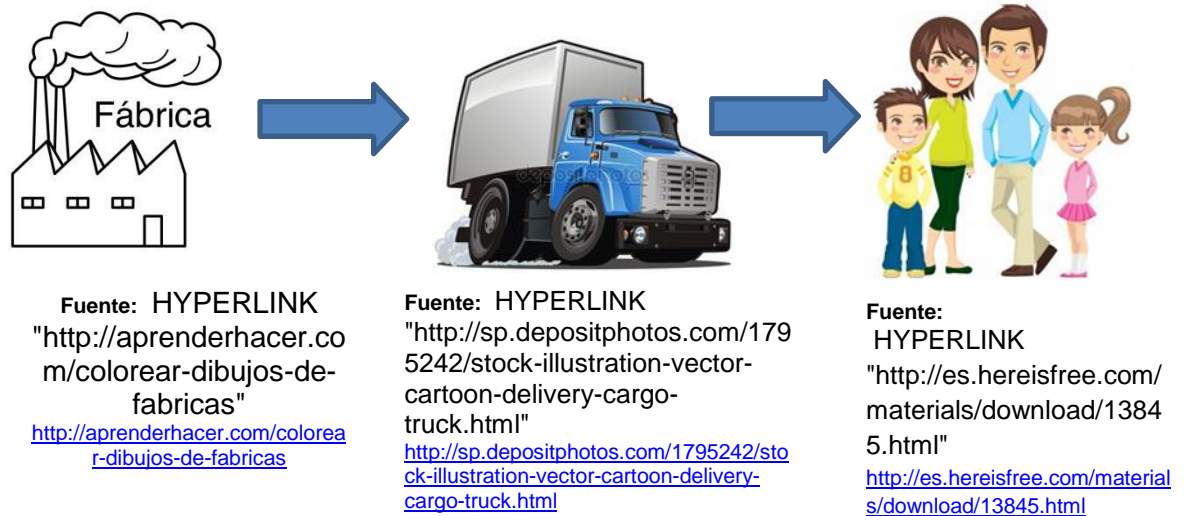 Fábrica
depositphotos
Fuente: HYPERLINK
"http://aprenderhacer.co
m/colorear-dibujos-de-
fabricas"
http://aprenderhacer.com/colorea
r-dibujos-de-fabricas
Fuente: HYPERLINK
"http://sp.depositphotos.com/179
5242/stock-illustration-vector-
cartoon-delivery-cargo-
truck.html"
http://sp.depositphotos.com/1795242/sto
ck-illustration-vector-cartoon-delivery-
cargo-truck.html
8
Fuente:
HYPERLINK
"http://es.hereisfree.com/
materials/download/1384
5.html"
http://es.hereisfree.com/material
s/download/13845.html